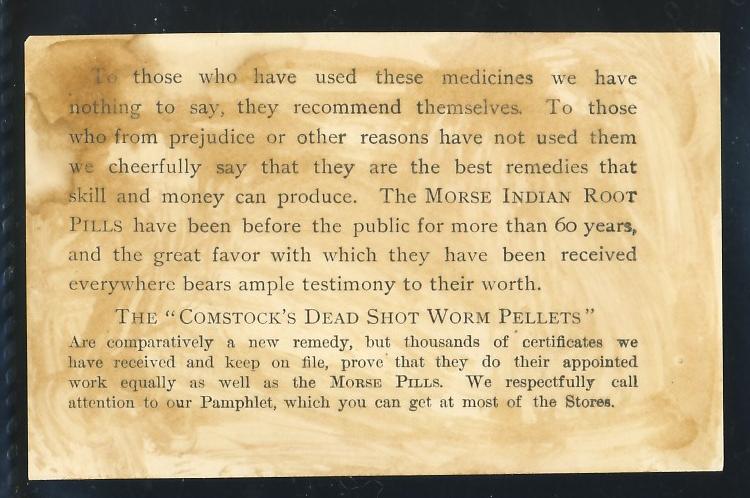 To those who have used these medicines we have
nothing to say, they recommend themselves. To those
who from prejudice or other reasons have not used them
we cheerfully say that they are the best remedies that
skill and money can produce. The MORSE INDIAN ROOT
PILLS have been before the public for more than 60 years,
and the great favor with which they have been received
everywhere bears ample testimony to their worth.
THE "COMSTOCK'S DEAD SHOT WORM PELLETS"
Are comparatively a new remedy, but thousands of certificates we
have received and keep on file, prove that they do their appointed
work equally as well as the MORSE PILLS. We respectfully call
attention to our Pamphlet, which you can get at most of the Stores.